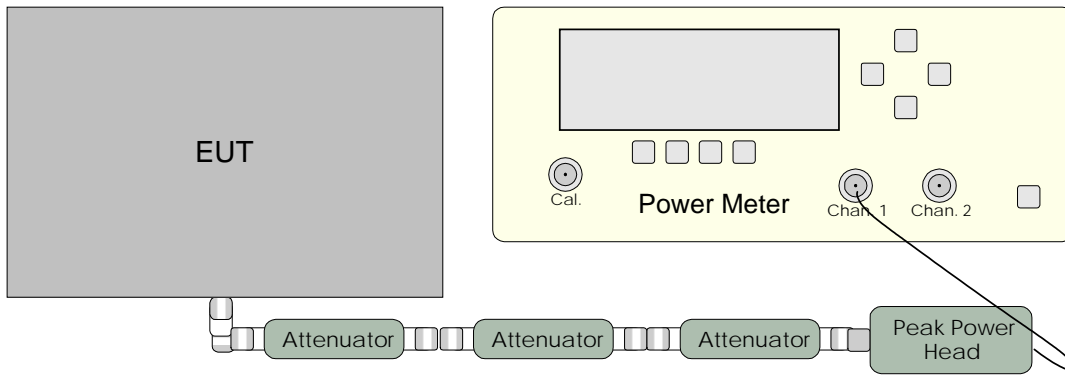 EUT
Cal.
Power Meter
Chan. 1
Chan. 2
Attenuator
Attenuator
Attenuator
Peak Power
Head